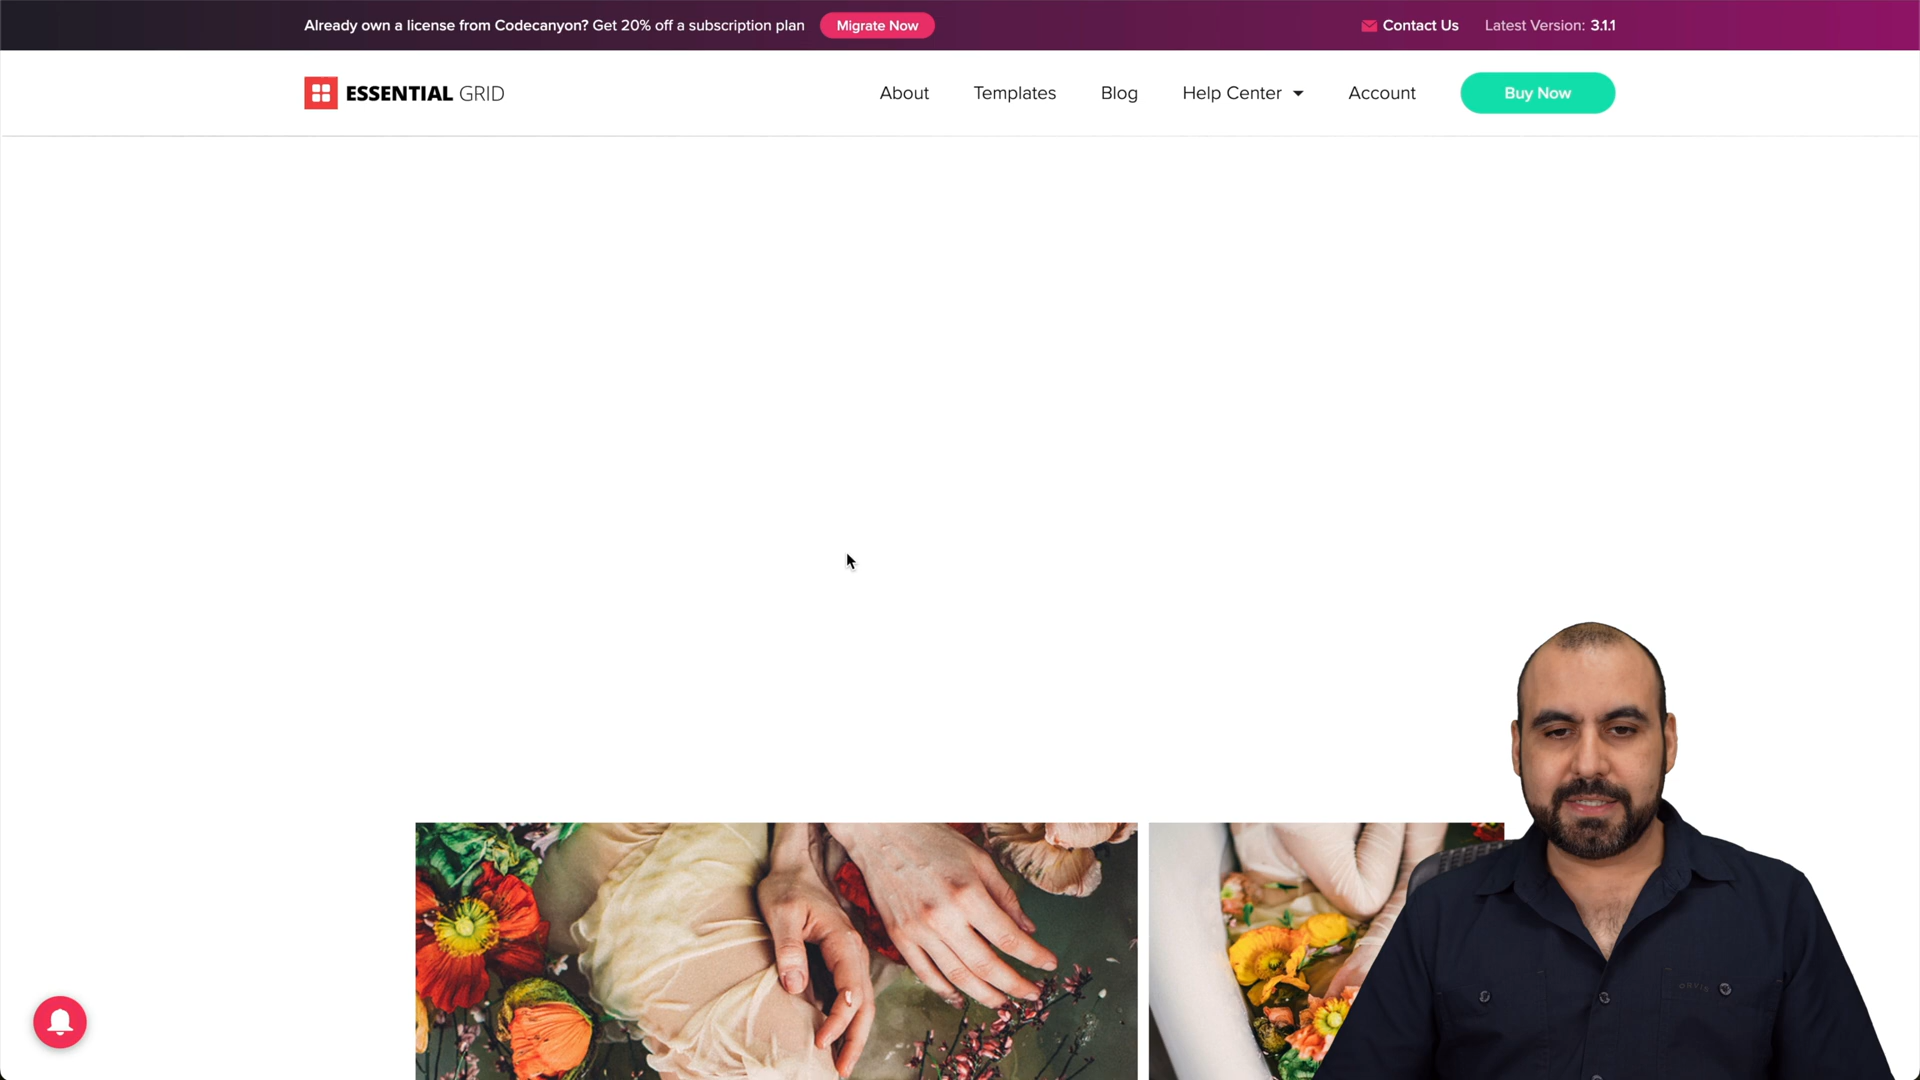 Already own a license from Codecanyon? Get 20% off a subscription plan
Migrate Now
Contact Us
Latest Version: 3.1.1
ESSENTIAL GRID
About
Templates
Blog
Help Center
Account
Buy Now